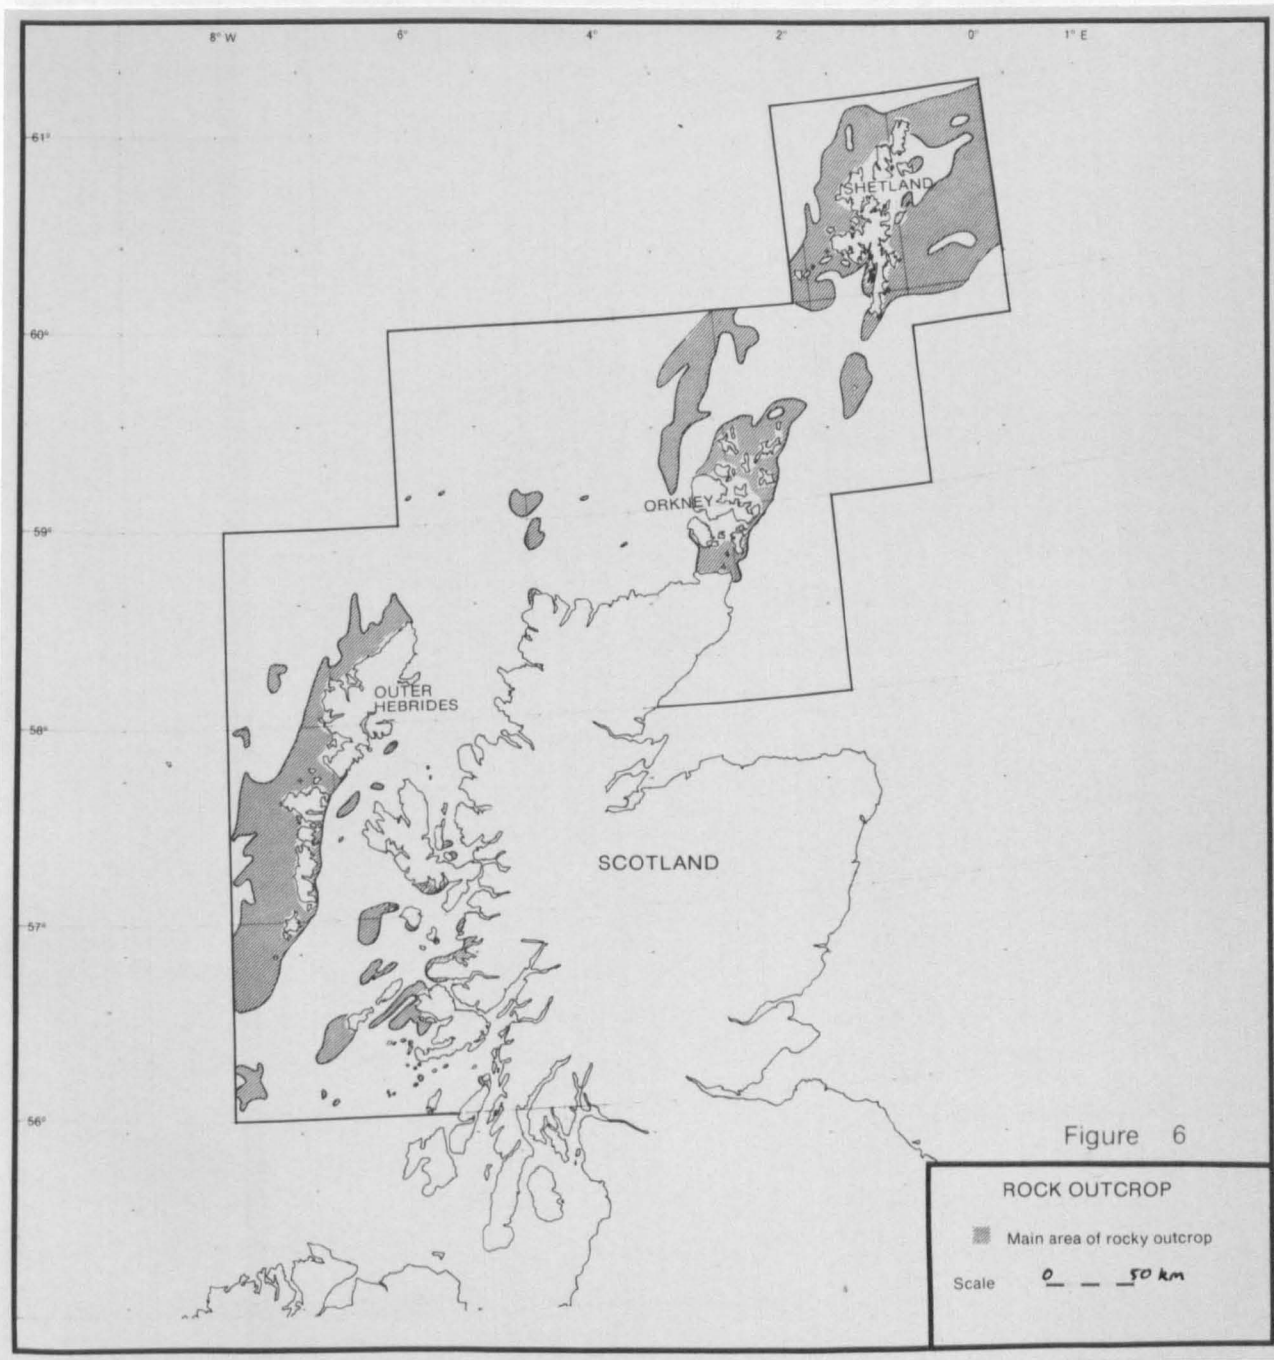 8° W 6° 4° 2° 0° 1° E
61°
SHETLAND
60°
ORKNEY
59°
OUTER
HEBRIDES
58°
SCOTLAND
57°
56°
Figure 6
ROCK OUTCROP
Main area of rocky outcrop
Scale 0 50 km